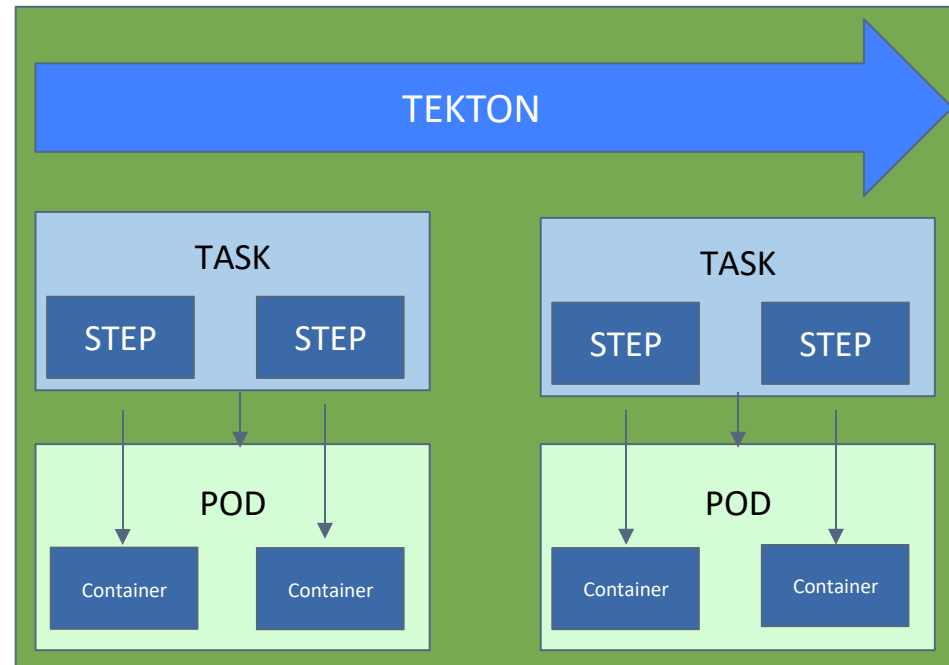 TEKTON
TASK
STEP
STEP
TASK
STEP
STEP
POD
Container
Container
POD
Container
Container